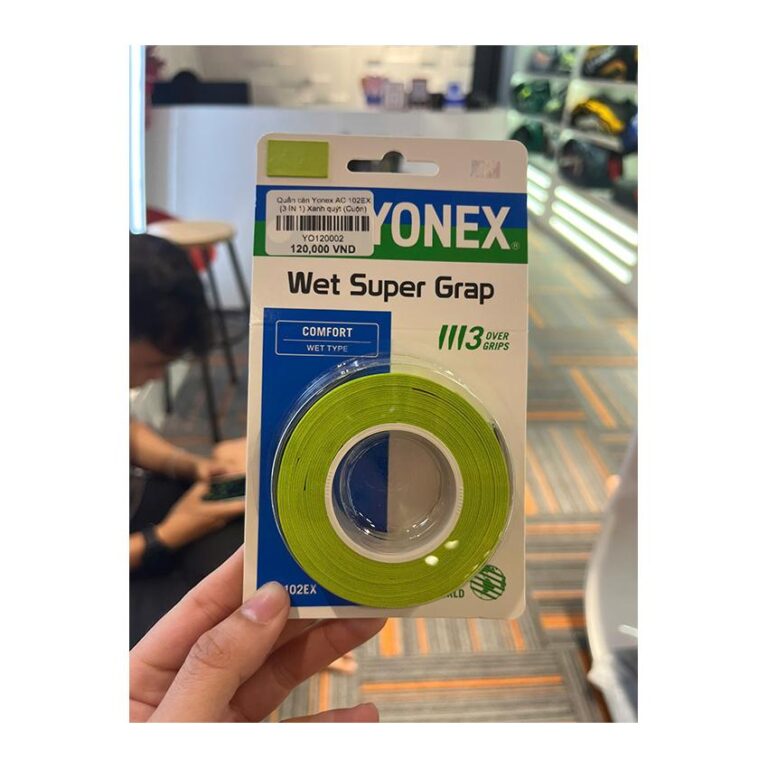 Quấn cán Yonex AC 102EX
(3 IN 1) Xanh quýt (Cuộn)
YO120002
120,000 VND
YONEX
®
Wet Super Grap
COMFORT
WET TYPE
3 OVER
GRIPS
102EX